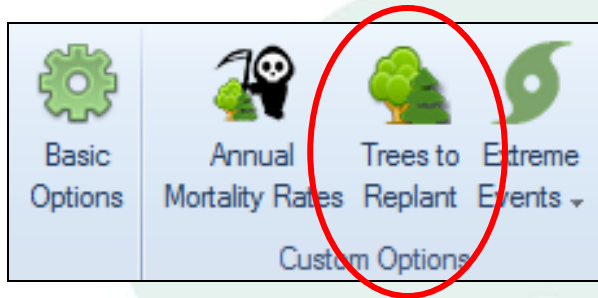 Basic
Options
Annual
Mortality Rates
Trees to
Replant
Extreme
Events
Custom Options